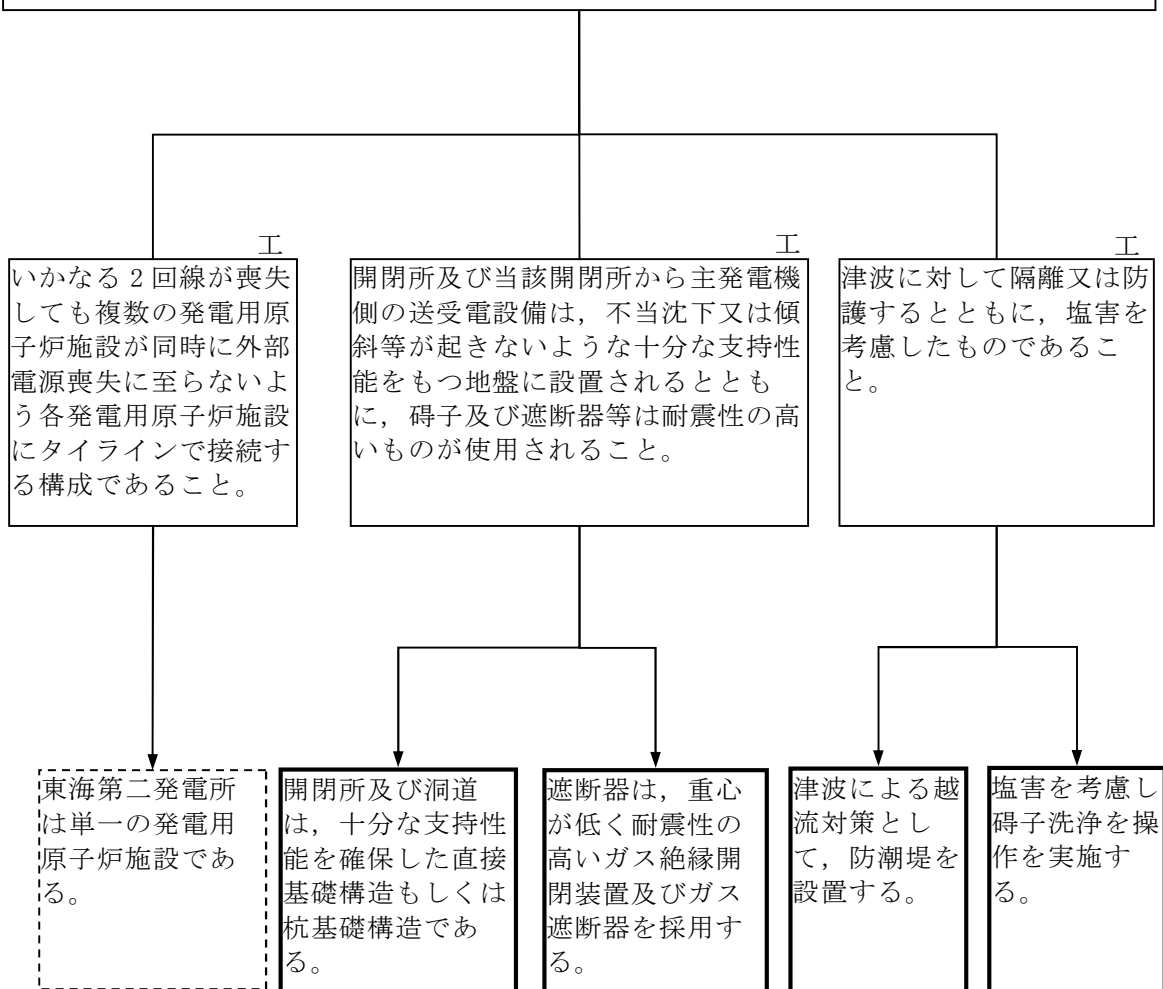 工
いかなる２回線が喪失
しても複数の発電用原
子炉施設が同時に外部
電源喪失に至らないよ
う各発電用原子炉施設
にタイラインで接続す
る構成であること。
工
開閉所及び当該開閉所から主発電機
側の送受電設備は，不当沈下又は傾
斜等が起きないような十分な支持性
能をもつ地盤に設置されるととも
に，碍子及び遮断器等は耐震性の高
いものが使用されること。
工
津波に対して隔離又は防
護するとともに，塩害を
考慮したものであるこ
と。
東海第二発電所
は単一の発電用
原子炉施設であ
る。
開閉所及び洞道
は，十分な支持性
能を確保した直接
基礎構造もしくは
杭基礎構造であ
る。
遮断器は，重心
が低く耐震性の
高いガス絶縁開
閉装置及びガス
遮断器を採用す
る。
津波による越
流対策とし
て，防潮堤を
設置する。
塩害を考慮し
碍子洗浄を操
作を実施す
る。